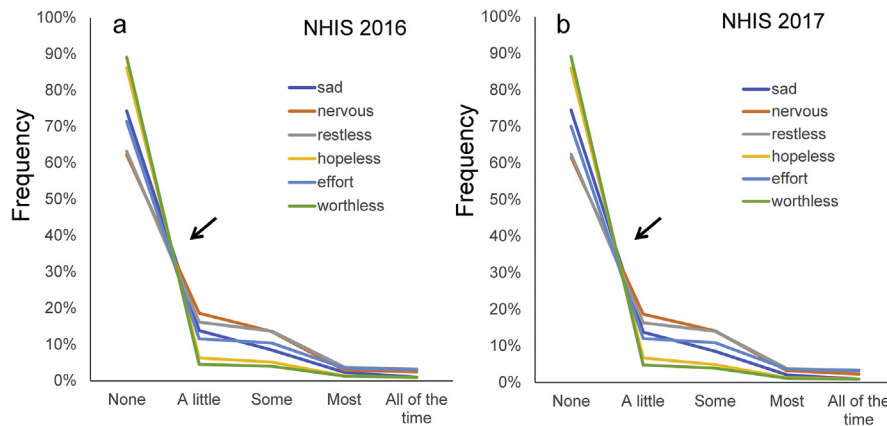 a
NHIS 2016
Frequency
100%
90%
80%
70%
60%
50%
40%
30%
20%
10%
0%
sad
nervous
restless
hopeless
effort
worthless
None
A little
Some
Most
All of the
time
b
NHIS 2017
Frequency
100%
90%
80%
70%
60%
50%
40%
30%
20%
10%
0%
sad
nervous
restless
hopeless
effort
worthless
None
A little
Some
Most
All of the
time